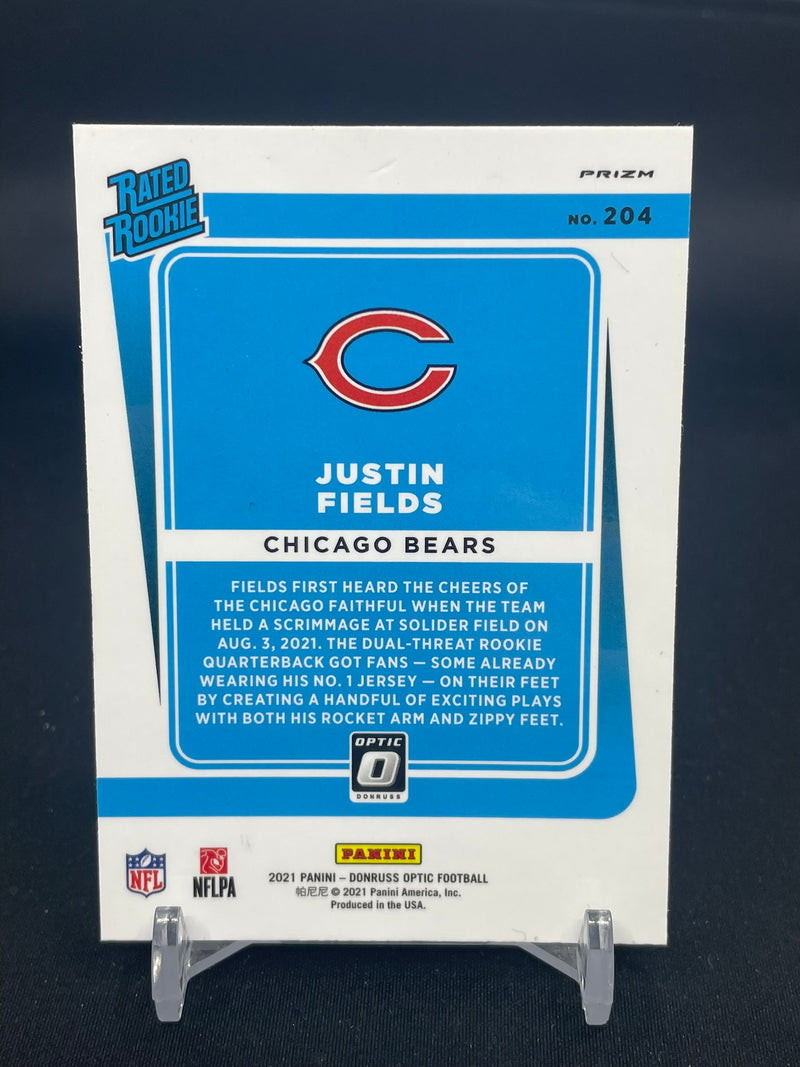 RATED
ROOKIE
PRIZM
NO. 204
JUSTIN
FIELDS
CHICAGO BEARS
FIELDS FIRST HEARD THE CHEERS OF
THE CHICAGO FAITHFUL WHEN THE TEAM
HELD A SCRIMMAGE AT SOLIDER FIELD ON
AUG. 3, 2021. THE DUAL-THREAT ROOKIE
QUARTERBACK GOT FANS — SOME ALREADY
WEARING HIS NO. 1 JERSEY — ON THEIR FEET
BY CREATING A HANDFUL OF EXCITING PLAYS
WITH BOTH HIS ROCKET ARM AND ZIPPY FEET.
OPTIC
O
DONRUSS
PANINI
NFL
NFLPA
2021 PANINI – DONRUSS OPTIC FOOTBALL
帕尼尼 © 2021 Panini America, Inc.
Produced in the USA.